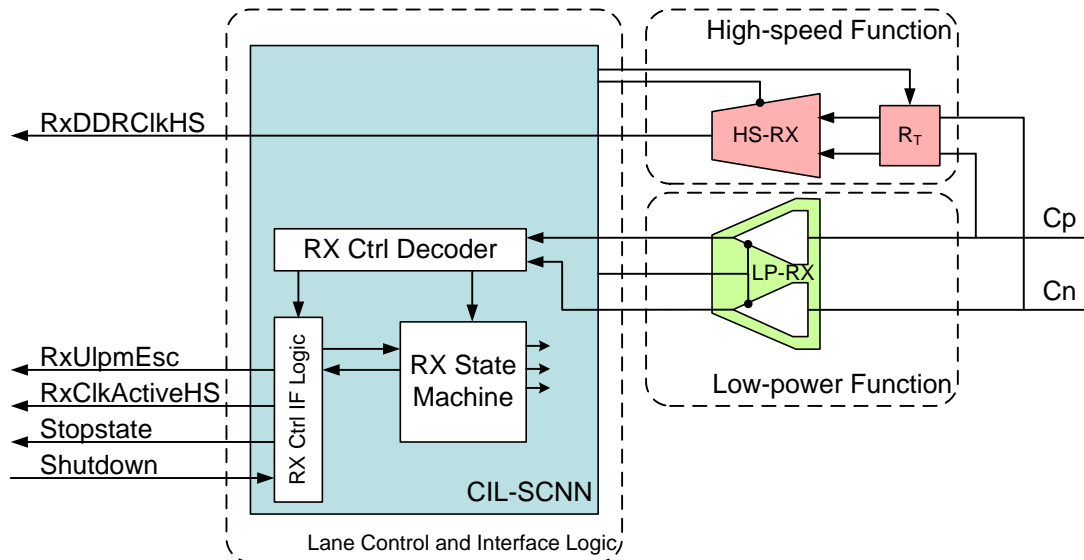 High-speed Function
RxDDRClkHS
HS-RX
RT
Cp
RX Ctrl Decoder
LP-RX
Cn
RX Ctrl IF Logic
RX State
Machine
RxUlpmEsc
RxClkActiveHS
Stopstate
Shutdown
Low-power Function
CIL-SCNN
Lane Control and Interface Logic